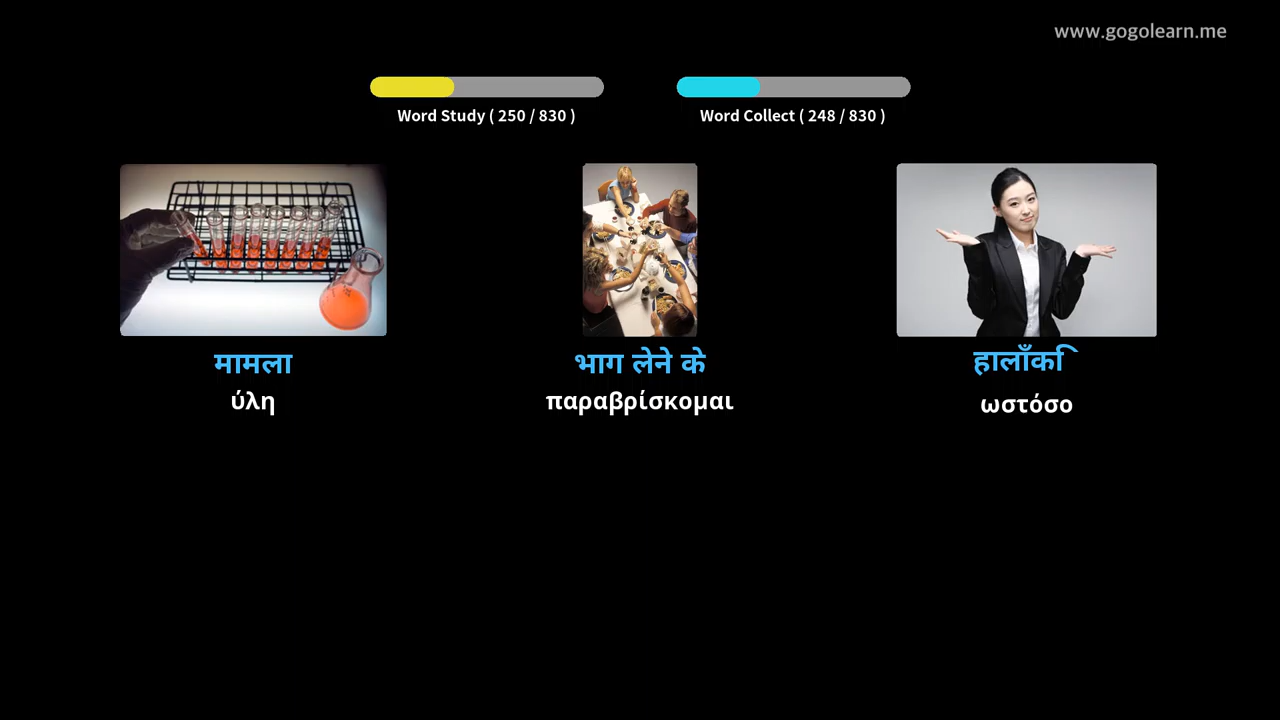 www.gogolearn.me
Word Study ( 250 / 830 )
Word Collect ( 248 / 830 )
मामला
भाग लेने के
हालाँकि
ύλη
παραβρίσκομαι
ωστόσο